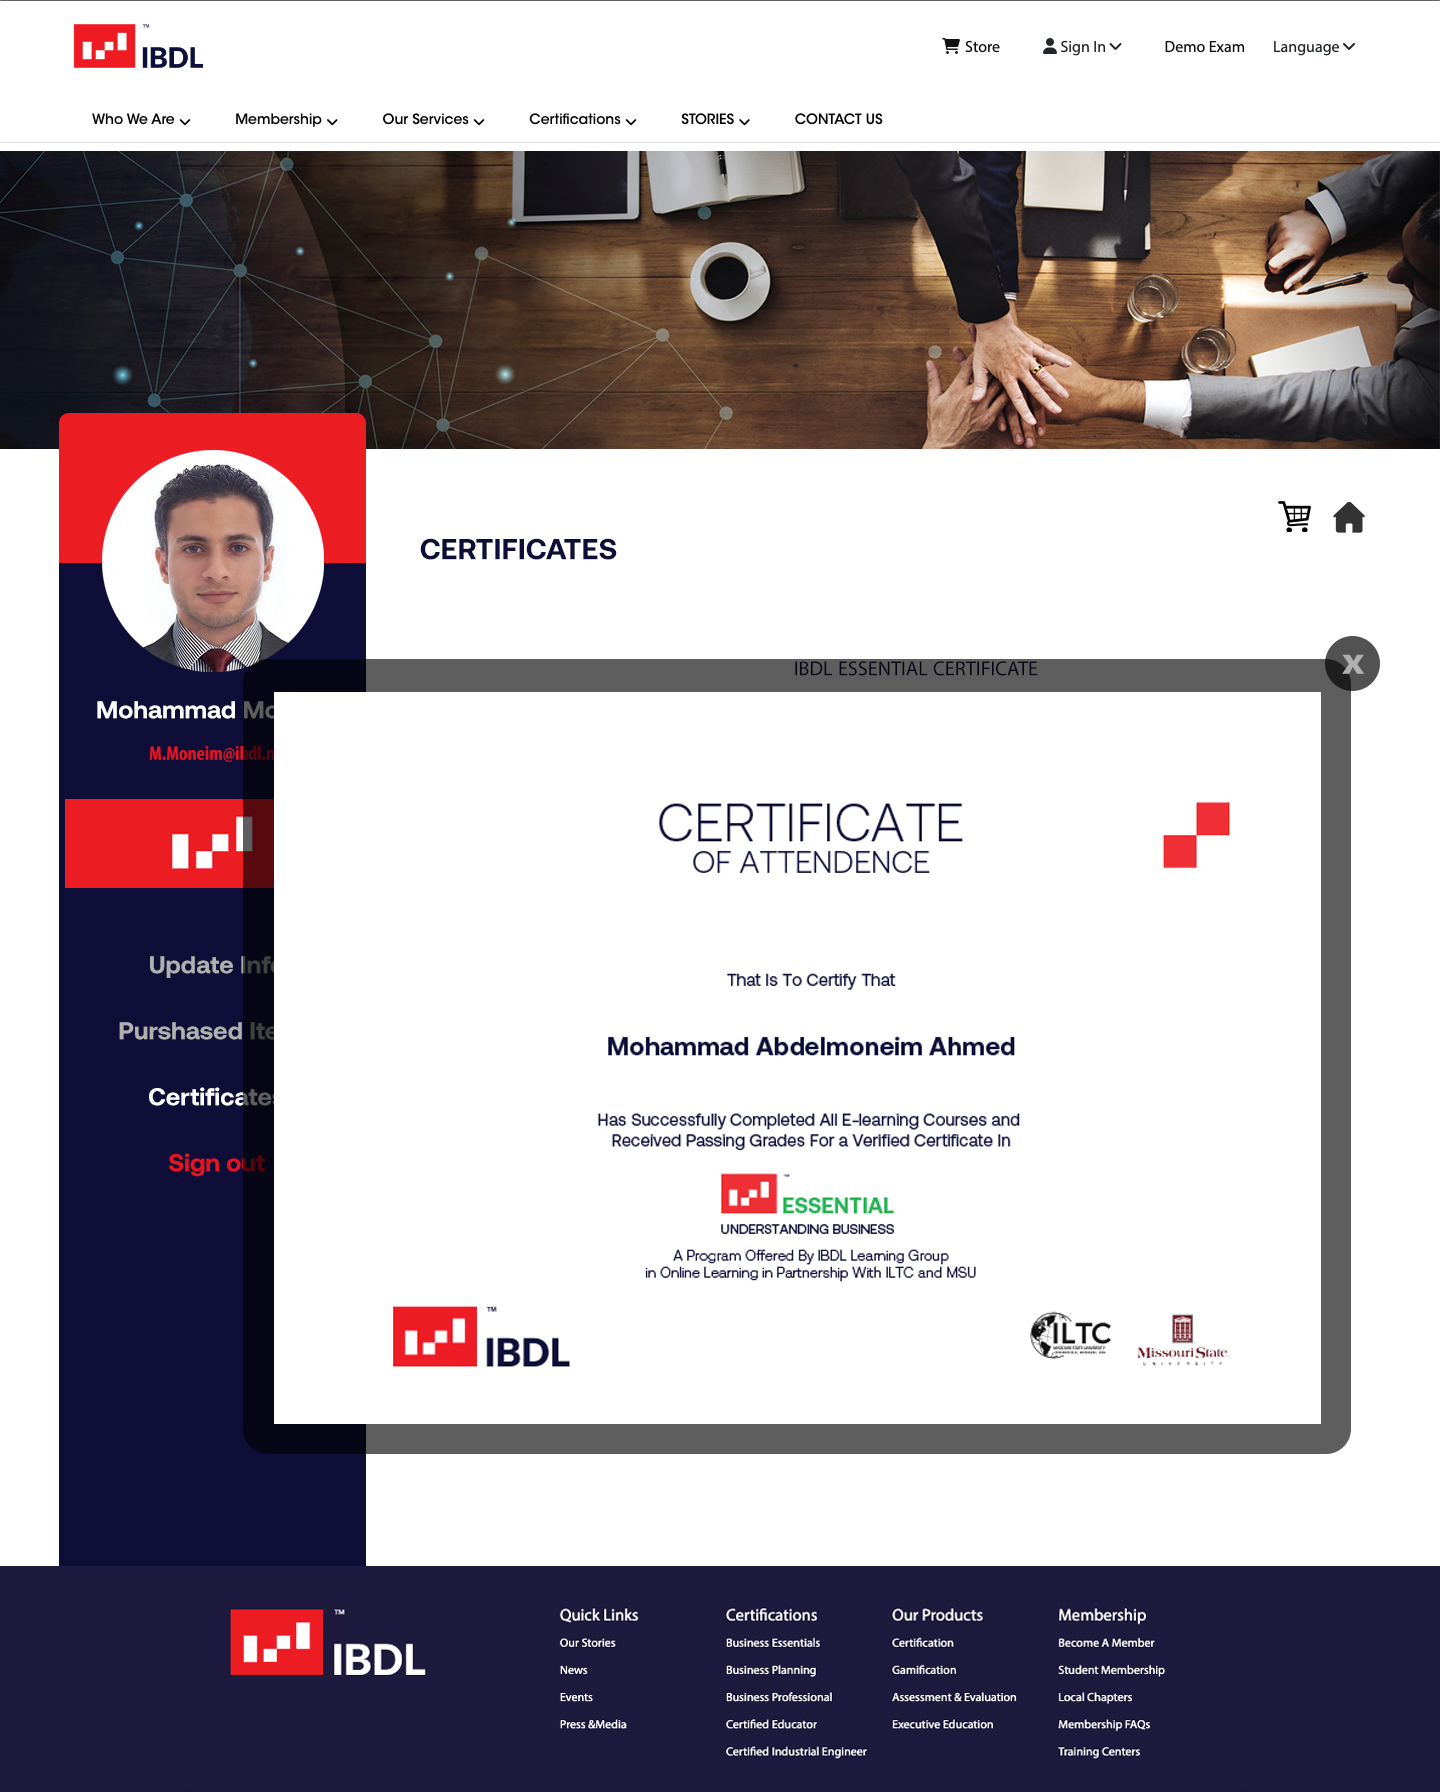 ™
IBDL
Store
Sign In
Demo Exam
Language
Who We Are
Membership
Our Services
Certifications
STORIES
CONTACT US
CERTIFICATES
IBDL ESSENTIAL CERTIFICATE
X
Mohammad Mo
M.Moneim@ibdl.n
Update Info
Purshased Ite
Certificates
Sign out
CERTIFICATE
OF ATTENDENCE
That Is To Certify That
Mohammad Abdelmoneim Ahmed
Has Successfully Completed All E-learning Courses and
Received Passing Grades For a Verified Certificate In
™
ESSENTIAL
UNDERSTANDING BUSINESS
A Program Offered By IBDL Learning Group
in Online Learning in Partnership With ILTC and MSU
™
IBDL
ILTC
MISSOURI STATE UNIVERSITY
Missouri State
UNIVERSITY
™
IBDL
Quick Links
Our Stories
News
Events
Press &Media
Certifications
Business Essentials
Business Planning
Business Professional
Certified Educator
Certified Industrial Engineer
Our Products
Certification
Gamification
Assessment & Evaluation
Executive Education
Membership
Become A Member
Student Membership
Local Chapters
Membership FAQs
Training Centers